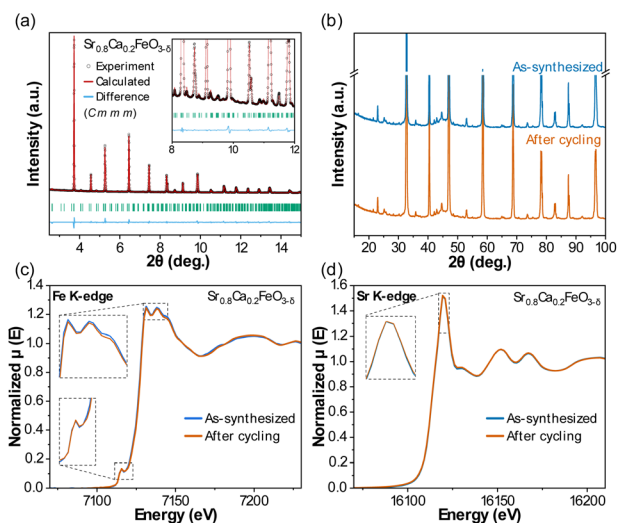 (a)
Sr0.8Ca0.2FeO3-δ
Experiment
Calculated
Difference
(C m m m)
8 10 12
Intensity (a.u.)
4 6 8 10 12 14
2θ (deg.)
(b)
As-synthesized
After cycling
Intensity (a.u.)
20 30 40 50 60 70 80 90 100
2θ (deg.)
(c)
Fe K-edge
Sr0.8Ca0.2FeO3-δ
As-synthesized
After cycling
Normalized μ (E)
1.4
1.2
1.0
0.8
0.6
0.4
0.2
0.0
7100 7150 7200
Energy (eV)
(d)
Sr K-edge
Sr0.8Ca0.2FeO3-δ
As-synthesized
After cycling
Normalized μ (E)
1.6
1.4
1.2
1.0
0.8
0.6
0.4
0.2
0.0
16100 16150 16210
Energy (eV)